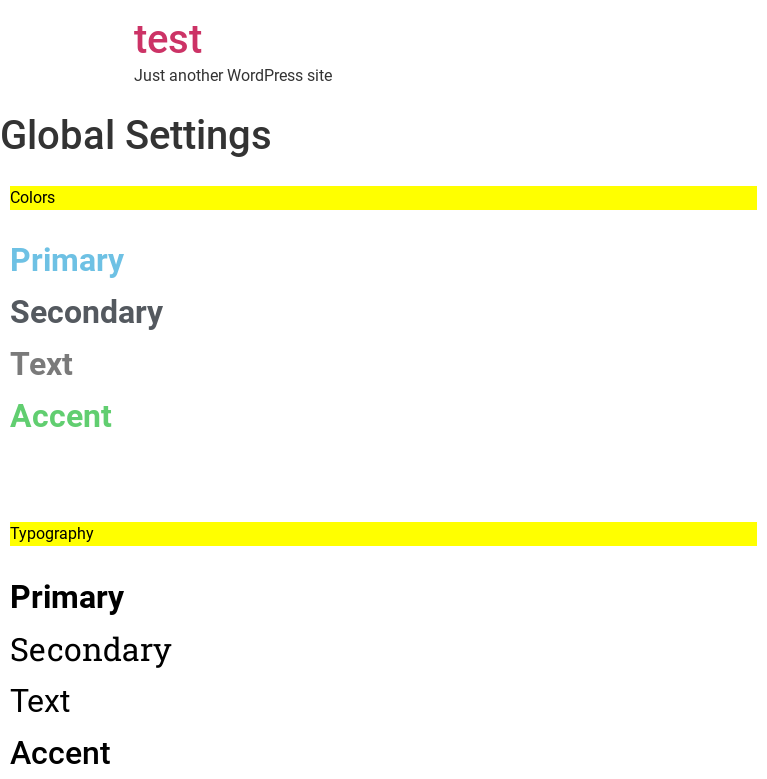 test
Just another WordPress site
Global Settings
Colors
Primary
Secondary
Text
Accent
Typography
Primary
Secondary
Text
Accent